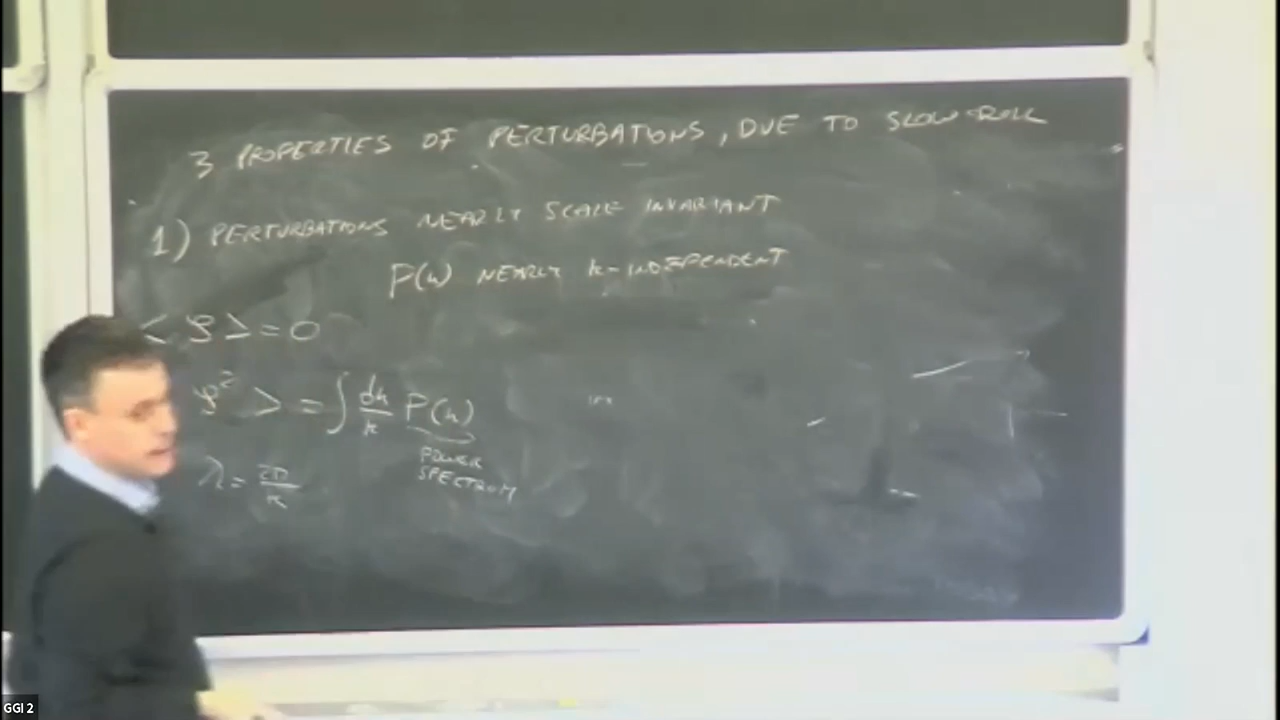 3 PROPERTIES OF PERTURBATIONS, DUE TO SLOW-ROLL
1) PERTURBATIONS NEARLY SCALE INVARIANT
P(k) NEARLY k-INDEPENDENT
< ζ > = 0
ζ² > = ∫ dk/k P(k)
POWER
SPECTRUM
λ = 2π/k
GGI 2